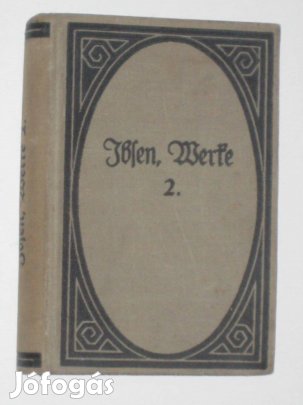 Ibsen, Werke
2.
Ibsen, Werke 2.
Jófogás